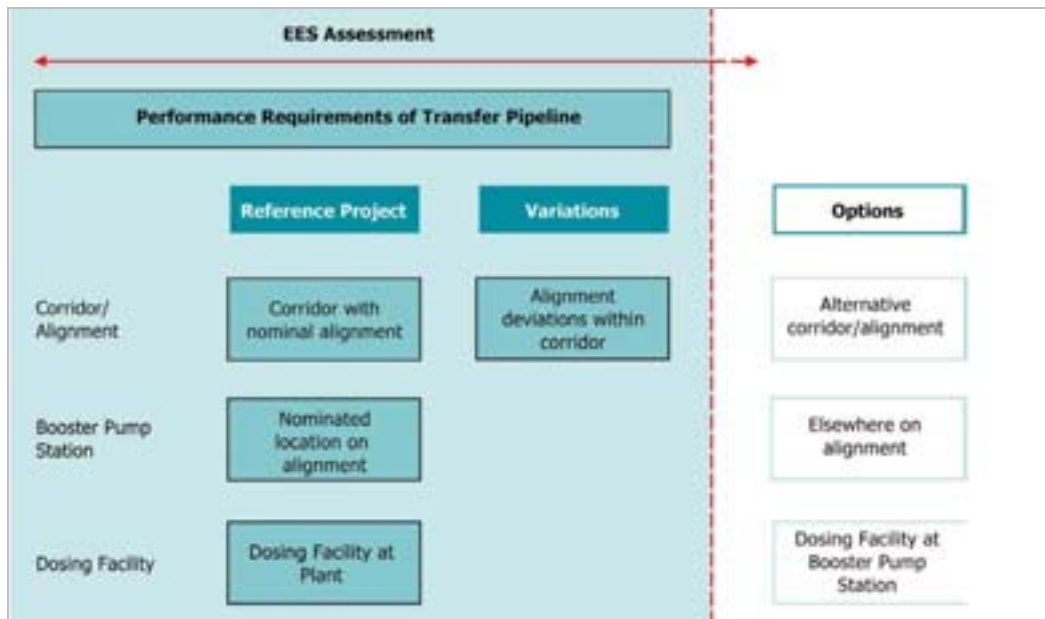 EES Assessment
Performance Requirements of Transfer Pipeline
Reference Project
Variations
Options
Corridor/
Alignment
Corridor with
nominal alignment
Alignment
deviations within
corridor
Alternative
corridor/alignment
Booster Pump
Station
Nominated
location on
alignment
Elsewhere on
alignment
Dosing Facility
Dosing Facility at
Plant
Dosing Facility at
Booster Pump
Station